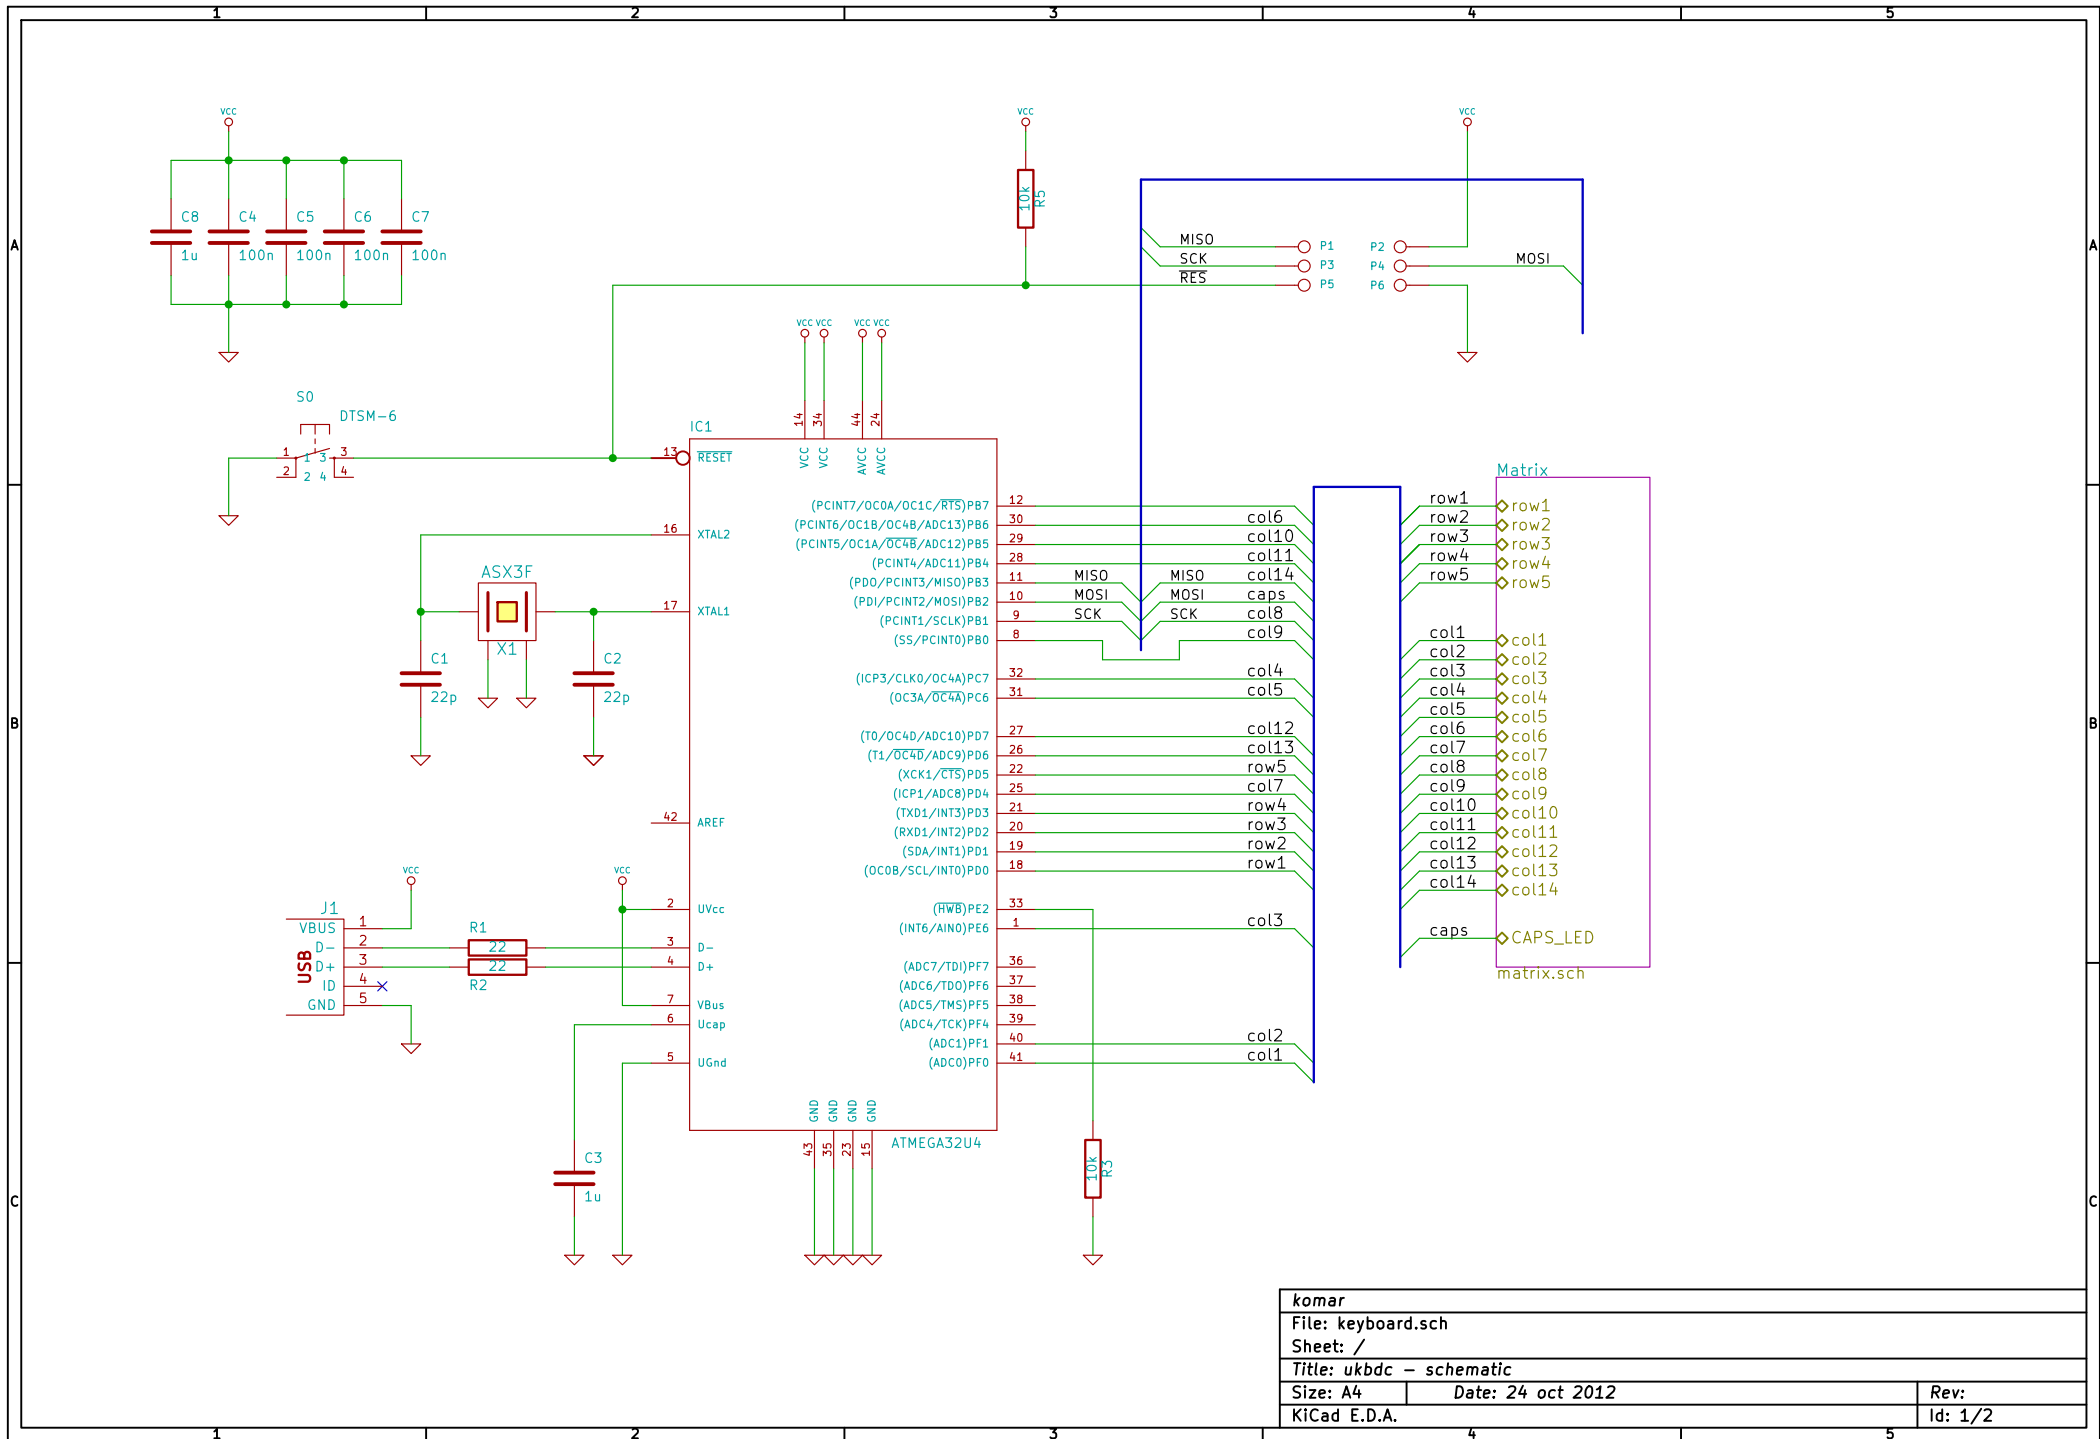 1 2 3 4 5
A
A
B
B
C
C
VCC
C8 C4 C5 C6 C7
1u 100n 100n 100n 100n
VCC
10k
R5
VCC
MISO
SCK
RES
P1
P3
P5
P2
P4
P6
MOSI
S0
DTSM-6
1 1 3 3
2 2 4 4
VCC VCC VCC VCC
14 34 44 24
VCC VCC AVCC AVCC
IC1
13 RESET
16 XTAL2
17 XTAL1
42 AREF
2 UVcc
3 D-
4 D+
7 VBus
6 Ucap
5 UGnd
ASX3F
X1
C1
22p
C2
22p
VCC
VCC
J1
USB
VBUS 1
D- 2
D+ 3
ID 4
GND 5
R1
22
22
R2
C3
1u
(PCINT7/OC0A/OC1C/RTS)PB7 12
(PCINT6/OC1B/OC4B/ADC13)PB6 30 col6
(PCINT5/OC1A/OC4B/ADC12)PB5 29 col10
(PCINT4/ADC11)PB4 28 col11
(PDO/PCINT3/MISO)PB3 11 MISO MISO col14
(PDI/PCINT2/MOSI)PB2 10 MOSI MOSI caps
(PCINT1/SCLK)PB1 9 SCK SCK col8
(SS/PCINT0)PB0 8 col9
(ICP3/CLK0/OC4A)PC7 32 col4
(OC3A/OC4A)PC6 31 col5
(T0/OC4D/ADC10)PD7 27 col12
(T1/OC4D/ADC9)PD6 26 col13
(XCK1/CTS)PD5 22 row5
(ICP1/ADC8)PD4 25 col7
(TXD1/INT3)PD3 21 row4
(RXD1/INT2)PD2 20 row3
(SDA/INT1)PD1 19 row2
(OC0B/SCL/INT0)PD0 18 row1
(HWB)PE2 33
(INT6/AIN0)PE6 1 col3
(ADC7/TDI)PF7 36
(ADC6/TDO)PF6 37
(ADC5/TMS)PF5 38
(ADC4/TCK)PF4 39
(ADC1)PF1 40 col2
(ADC0)PF0 41 col1
GND GND GND GND
43 35 23 15
ATMEGA32U4
10k
R3
Matrix
row1 row1
row2 row2
row3 row3
row4 row4
row5 row5
col1 col1
col2 col2
col3 col3
col4 col4
col5 col5
col6 col6
col7 col7
col8 col8
col9 col9
col10 col10
col11 col11
col12 col12
col13 col13
col14 col14
caps CAPS_LED
matrix.sch
komar
File: keyboard.sch
Sheet: /
Title: ukbdc - schematic
Size: A4 Date: 24 oct 2012 Rev:
KiCad E.D.A. Id: 1/2
1 2 3 4 5